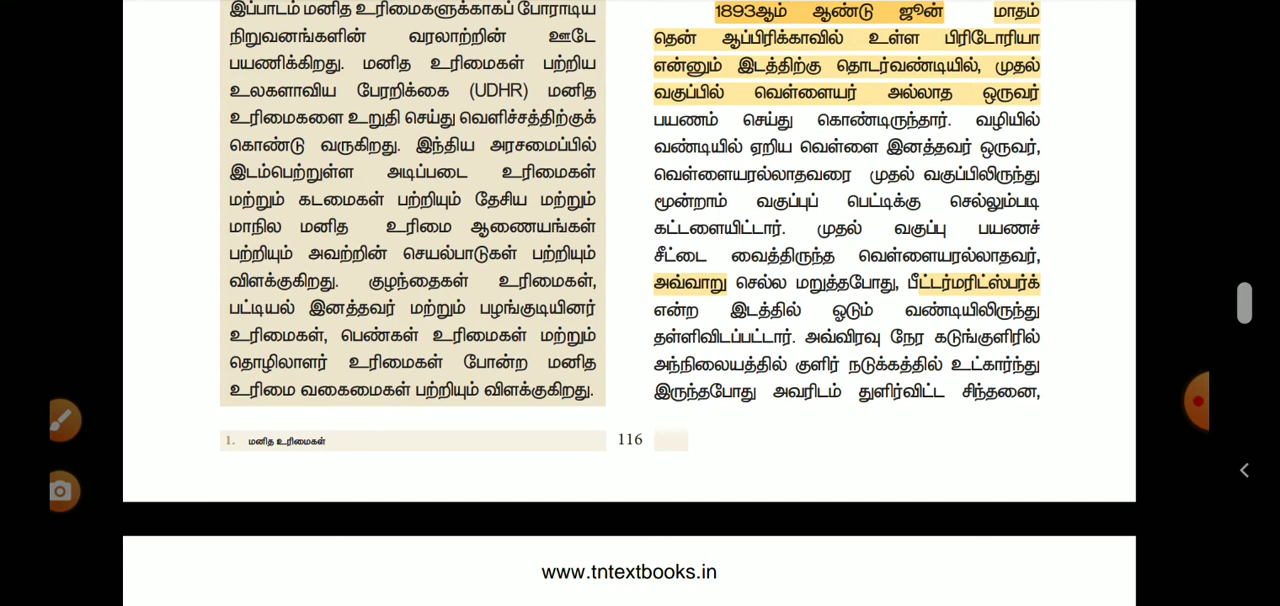 இப்பாடம் மனித உரிமைகளுக்காகப் போராடிய
நிறுவனங்களின் வரலாற்றின் ஊடே
பயணிக்கிறது. மனித உரிமைகள் பற்றிய
உலகளாவிய பேரறிக்கை (UDHR) மனித
உரிமைகளை உறுதி செய்து வெளிச்சத்திற்குக்
கொண்டு வருகிறது. இந்திய அரசமைப்பில்
இடம்பெற்றுள்ள அடிப்படை உரிமைகள்
மற்றும் கடமைகள் பற்றியும் தேசிய மற்றும்
மாநில மனித உரிமை ஆணையங்கள்
பற்றியும் அவற்றின் செயல்பாடுகள் பற்றியும்
விளக்குகிறது. குழந்தைகள் உரிமைகள்,
பட்டியல் இனத்தவர் மற்றும் பழங்குடியினர்
உரிமைகள், பெண்கள் உரிமைகள் மற்றும்
தொழிலாளர் உரிமைகள் போன்ற மனித
உரிமை வகைமைகள் பற்றியும் விளக்குகிறது.
1893ஆம் ஆண்டு ஜூன் மாதம்
தென் ஆப்பிரிக்காவில் உள்ள பிரிடோரியா
என்னும் இடத்திற்கு தொடர்வண்டியில், முதல்
வகுப்பில் வெள்ளையர் அல்லாத ஒருவர்
பயணம் செய்து கொண்டிருந்தார். வழியில்
வண்டியில் ஏறிய வெள்ளை இனத்தவர் ஒருவர்,
வெள்ளையரல்லாதவரை முதல் வகுப்பிலிருந்து
மூன்றாம் வகுப்புப் பெட்டிக்கு செல்லும்படி
கட்டளையிட்டார். முதல் வகுப்பு பயணச்
சீட்டை வைத்திருந்த வெள்ளையரல்லாதவர்,
அவ்வாறு செல்ல மறுத்தபோது, பீட்டர்மரிட்ஸ்பர்க்
என்ற இடத்தில் ஓடும் வண்டியிலிருந்து
தள்ளிவிடப்பட்டார். அவ்விரவு நேர கடுங்குளிரில்
அந்நிலையத்தில் குளிர் நடுக்கத்தில் உட்கார்ந்து
இருந்தபோது அவரிடம் துளிர்விட்ட சிந்தனை,
1. மனித உரிமைகள்
116
www.tntextbooks.in